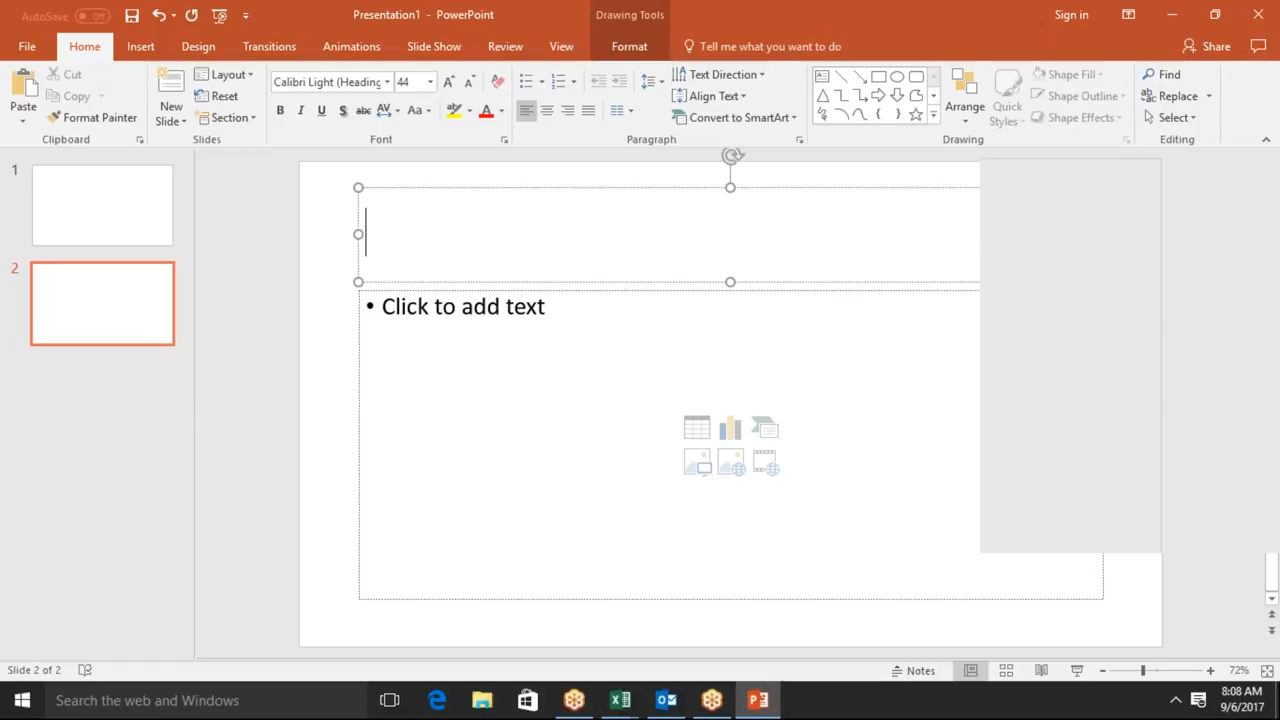 AutoSave Off Presentation1 - PowerPoint Drawing Tools Sign in
File Home Insert Design Transitions Animations Slide Show Review View Format Tell me what you want to do Share
Paste
Cut
Copy
Format Painter
Clipboard
New Slide
Layout
Reset
Section
Slides
Calibri Light (Heading 44
B I U S abc AV Aa A
Font
Text Direction
Align Text
Convert to SmartArt
Paragraph
Arrange
Quick Styles
Shape Fill
Shape Outline
Shape Effects
Drawing
Find
Replace
Select
Editing
1
2
• Click to add text
Slide 2 of 2 Notes 72%
Search the web and Windows
8:08 AM
9/6/2017